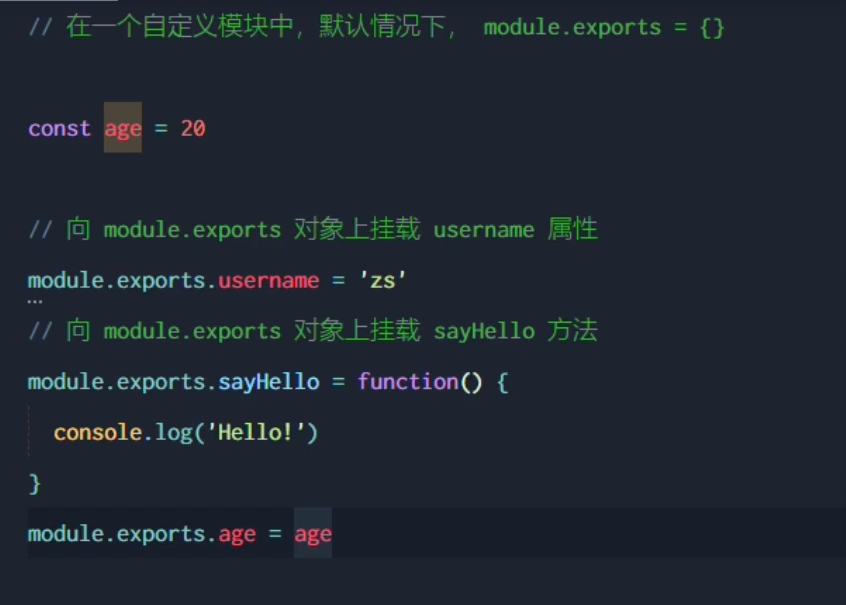 // 在一个自定义模块中，默认情况下， module.exports = {}
const age = 20
// 向 module.exports 对象上挂载 username 属性
module.exports.username = 'zs'
// 向 module.exports 对象上挂载 sayHello 方法
module.exports.sayHello = function() {
  console.log('Hello!')
}
module.exports.age = age